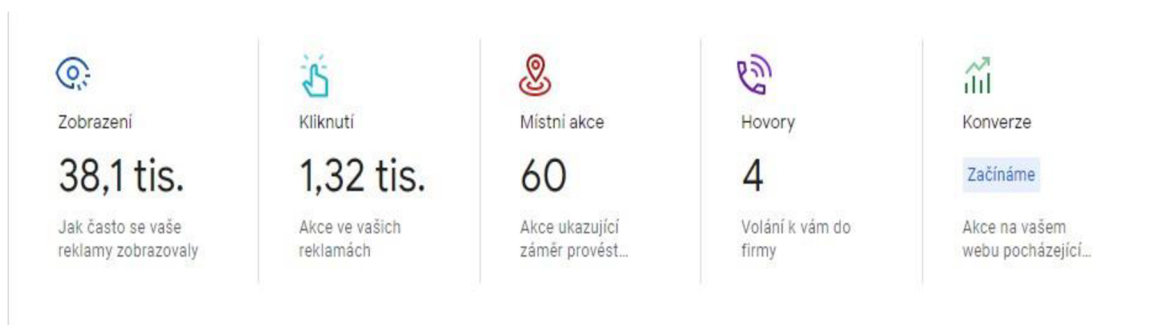 Zobrazení
38,1 tis.
Jak často se vaše
reklamy zobrazovaly
Kliknutí
1,32 tis.
Akce ve vašich
reklamách
Místní akce
60
Akce ukazující
záměr provést...
Hovory
4
Volání k vám do
firmy
Konverze
Začínáme
Akce na vašem
webu pocházející...